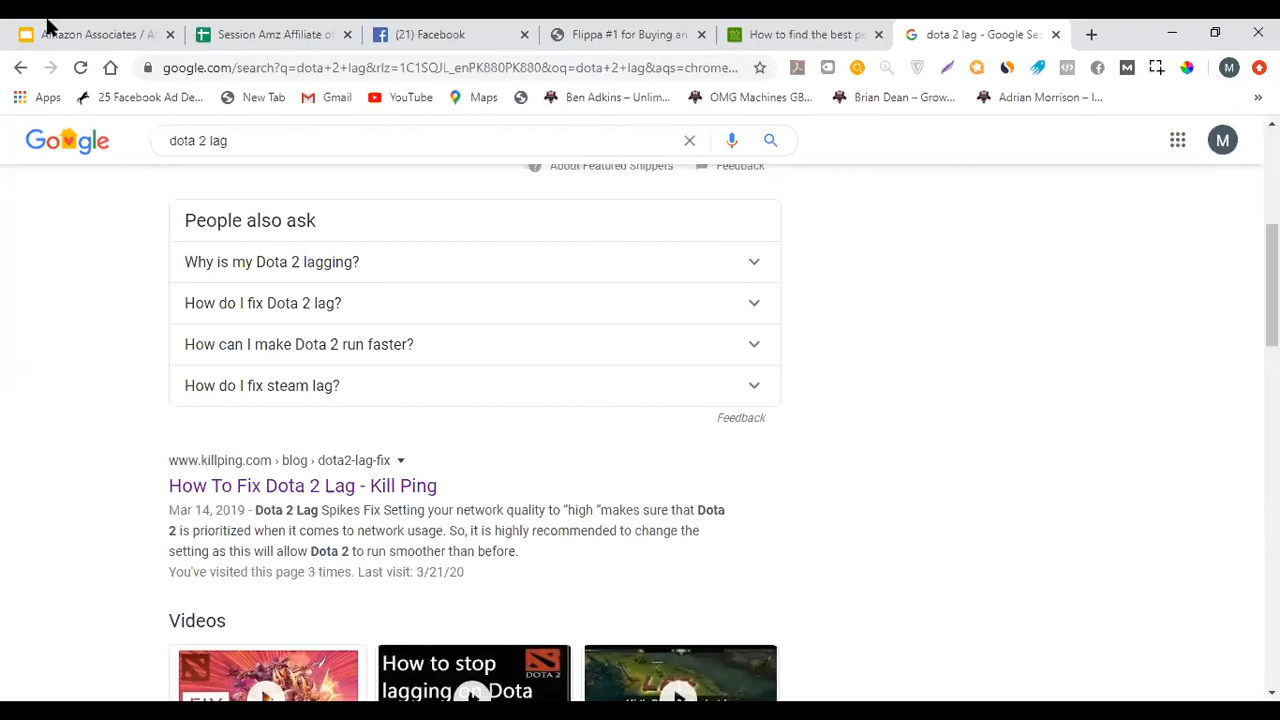 Amazon Associates / Af
Session Amz Affiliate of
(21) Facebook
Flippa #1 for Buying an
How to find the best pe
dota 2 lag - Google Sea
google.com/search?q=dota+2+lag&rlz=1C1SQJL_enPK880PK880&oq=dota+2+lag&aqs=chrome...
Apps
25 Facebook Ad De...
New Tab
Gmail
YouTube
Maps
Ben Adkins – Unlim...
OMG Machines GB...
Brian Dean – Grow...
Adrian Morrison – I...
Google
dota 2 lag
M
About Featured Snippets
Feedback
People also ask
Why is my Dota 2 lagging?
How do I fix Dota 2 lag?
How can I make Dota 2 run faster?
How do I fix steam lag?
Feedback
www.killping.com › blog › dota2-lag-fix
How To Fix Dota 2 Lag - Kill Ping
Mar 14, 2019 - Dota 2 Lag Spikes Fix Setting your network quality to “high “makes sure that Dota
2 is prioritized when it comes to network usage. So, it is highly recommended to change the
setting as this will allow Dota 2 to run smoother than before.
You've visited this page 3 times. Last visit: 3/21/20
Videos
How to stop
lagging on Dota
DOTA 2